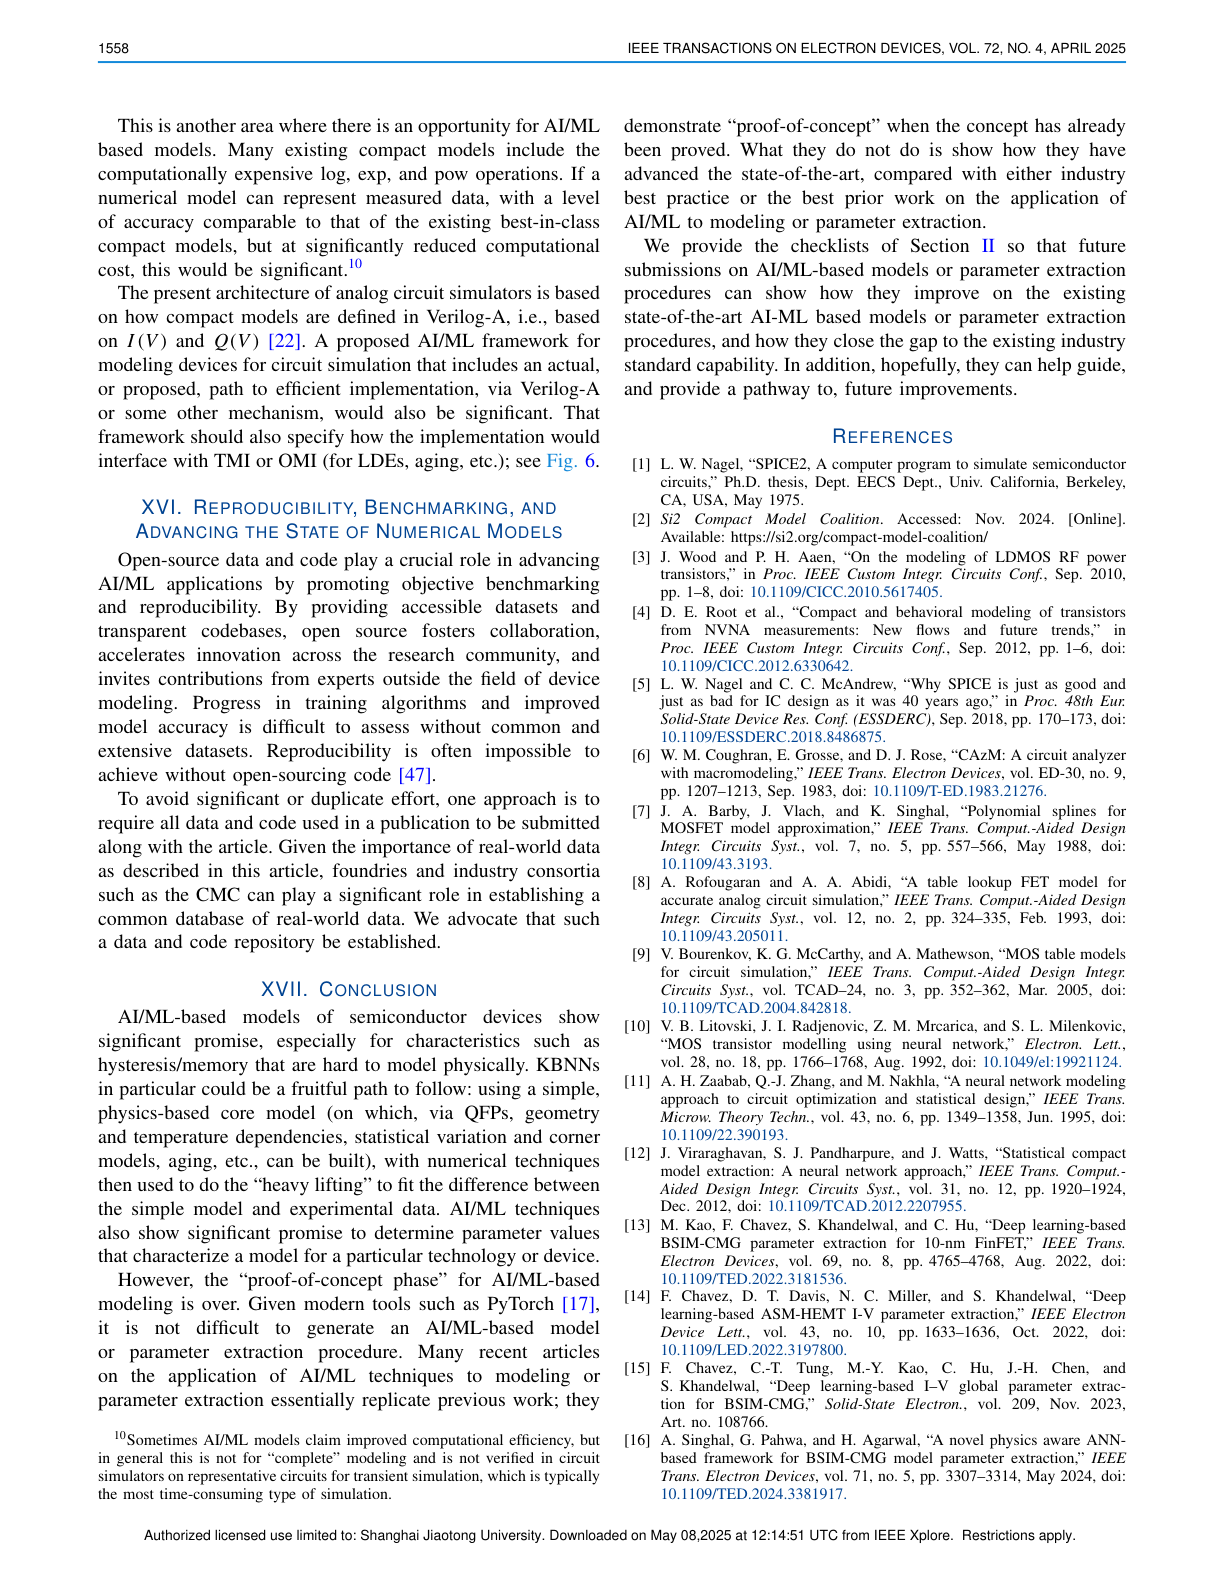 1558
IEEE TRANSACTIONS ON ELECTRON DEVICES, VOL. 72, NO. 4, APRIL 2025
This is another area where there is an opportunity for AI/ML
based models. Many existing compact models include the
computationally expensive log, exp, and pow operations. If a
numerical model can represent measured data, with a level
of accuracy comparable to that of the existing best-in-class
compact models, but at significantly reduced computational
cost, this would be significant.10
The present architecture of analog circuit simulators is based
on how compact models are defined in Verilog-A, i.e., based
on I(V) and Q(V) [22]. A proposed AI/ML framework for
modeling devices for circuit simulation that includes an actual,
or proposed, path to efficient implementation, via Verilog-A
or some other mechanism, would also be significant. That
framework should also specify how the implementation would
interface with TMI or OMI (for LDEs, aging, etc.); see Fig. 6.
XVI. REPRODUCIBILITY, BENCHMARKING, AND
ADVANCING THE STATE OF NUMERICAL MODELS
Open-source data and code play a crucial role in advancing
AI/ML applications by promoting objective benchmarking
and reproducibility. By providing accessible datasets and
transparent codebases, open source fosters collaboration,
accelerates innovation across the research community, and
invites contributions from experts outside the field of device
modeling. Progress in training algorithms and improved
model accuracy is difficult to assess without common and
extensive datasets. Reproducibility is often impossible to
achieve without open-sourcing code [47].
To avoid significant or duplicate effort, one approach is to
require all data and code used in a publication to be submitted
along with the article. Given the importance of real-world data
as described in this article, foundries and industry consortia
such as the CMC can play a significant role in establishing a
common database of real-world data. We advocate that such
a data and code repository be established.
XVII. CONCLUSION
AI/ML-based models of semiconductor devices show
significant promise, especially for characteristics such as
hysteresis/memory that are hard to model physically. KBNNs
in particular could be a fruitful path to follow: using a simple,
physics-based core model (on which, via QFPs, geometry
and temperature dependencies, statistical variation and corner
models, aging, etc., can be built), with numerical techniques
then used to do the “heavy lifting” to fit the difference between
the simple model and experimental data. AI/ML techniques
also show significant promise to determine parameter values
that characterize a model for a particular technology or device.
However, the “proof-of-concept phase” for AI/ML-based
modeling is over. Given modern tools such as PyTorch [17],
it is not difficult to generate an AI/ML-based model
or parameter extraction procedure. Many recent articles
on the application of AI/ML techniques to modeling or
parameter extraction essentially replicate previous work; they
10Sometimes AI/ML models claim improved computational efficiency, but
in general this is not for “complete” modeling and is not verified in circuit
simulators on representative circuits for transient simulation, which is typically
the most time-consuming type of simulation.
demonstrate “proof-of-concept” when the concept has already
been proved. What they do not do is show how they have
advanced the state-of-the-art, compared with either industry
best practice or the best prior work on the application of
AI/ML to modeling or parameter extraction.
We provide the checklists of Section II so that future
submissions on AI/ML-based models or parameter extraction
procedures can show how they improve on the existing
state-of-the-art AI-ML based models or parameter extraction
procedures, and how they close the gap to the existing industry
standard capability. In addition, hopefully, they can help guide,
and provide a pathway to, future improvements.
REFERENCES
[1] L. W. Nagel, “SPICE2, A computer program to simulate semiconductor
circuits,” Ph.D. thesis, Dept. EECS Dept., Univ. California, Berkeley,
CA, USA, May 1975.
[2] Si2 Compact Model Coalition. Accessed: Nov. 2024. [Online].
Available: https://si2.org/compact-model-coalition/
[3] J. Wood and P. H. Aaen, “On the modeling of LDMOS RF power
transistors,” in Proc. IEEE Custom Integr. Circuits Conf., Sep. 2010,
pp. 1–8, doi: 10.1109/CICC.2010.5617405.
[4] D. E. Root et al., “Compact and behavioral modeling of transistors
from NVNA measurements: New flows and future trends,” in
Proc. IEEE Custom Integr. Circuits Conf., Sep. 2012, pp. 1–6, doi:
10.1109/CICC.2012.6330642.
[5] L. W. Nagel and C. C. McAndrew, “Why SPICE is just as good and
just as bad for IC design as it was 40 years ago,” in Proc. 48th Eur.
Solid-State Device Res. Conf. (ESSDERC), Sep. 2018, pp. 170–173, doi:
10.1109/ESSDERC.2018.8486875.
[6] W. M. Coughran, E. Grosse, and D. J. Rose, “CAzM: A circuit analyzer
with macromodeling,” IEEE Trans. Electron Devices, vol. ED-30, no. 9,
pp. 1207–1213, Sep. 1983, doi: 10.1109/T-ED.1983.21276.
[7] J. A. Barby, J. Vlach, and K. Singhal, “Polynomial splines for
MOSFET model approximation,” IEEE Trans. Comput.-Aided Design
Integr. Circuits Syst., vol. 7, no. 5, pp. 557–566, May 1988, doi:
10.1109/43.3193.
[8] A. Rofougaran and A. A. Abidi, “A table lookup FET model for
accurate analog circuit simulation,” IEEE Trans. Comput.-Aided Design
Integr. Circuits Syst., vol. 12, no. 2, pp. 324–335, Feb. 1993, doi:
10.1109/43.205011.
[9] V. Bourenkov, K. G. McCarthy, and A. Mathewson, “MOS table models
for circuit simulation,” IEEE Trans. Comput.-Aided Design Integr.
Circuits Syst., vol. TCAD–24, no. 3, pp. 352–362, Mar. 2005, doi:
10.1109/TCAD.2004.842818.
[10] V. B. Litovski, J. I. Radjenovic, Z. M. Mrcarica, and S. L. Milenkovic,
“MOS transistor modelling using neural network,” Electron. Lett.,
vol. 28, no. 18, pp. 1766–1768, Aug. 1992, doi: 10.1049/el:19921124.
[11] A. H. Zaabab, Q.-J. Zhang, and M. Nakhla, “A neural network modeling
approach to circuit optimization and statistical design,” IEEE Trans.
Microw. Theory Techn., vol. 43, no. 6, pp. 1349–1358, Jun. 1995, doi:
10.1109/22.390193.
[12] J. Viraraghavan, S. J. Pandharpure, and J. Watts, “Statistical compact
model extraction: A neural network approach,” IEEE Trans. Comput.-
Aided Design Integr. Circuits Syst., vol. 31, no. 12, pp. 1920–1924,
Dec. 2012, doi: 10.1109/TCAD.2012.2207955.
[13] M. Kao, F. Chavez, S. Khandelwal, and C. Hu, “Deep learning-based
BSIM-CMG parameter extraction for 10-nm FinFET,” IEEE Trans.
Electron Devices, vol. 69, no. 8, pp. 4765–4768, Aug. 2022, doi:
10.1109/TED.2022.3181536.
[14] F. Chavez, D. T. Davis, N. C. Miller, and S. Khandelwal, “Deep
learning-based ASM-HEMT I-V parameter extraction,” IEEE Electron
Device Lett., vol. 43, no. 10, pp. 1633–1636, Oct. 2022, doi:
10.1109/LED.2022.3197800.
[15] F. Chavez, C.-T. Tung, M.-Y. Kao, C. Hu, J.-H. Chen, and
S. Khandelwal, “Deep learning-based I–V global parameter extrac-
tion for BSIM-CMG,” Solid-State Electron., vol. 209, Nov. 2023,
Art. no. 108766.
[16] A. Singhal, G. Pahwa, and H. Agarwal, “A novel physics aware ANN-
based framework for BSIM-CMG model parameter extraction,” IEEE
Trans. Electron Devices, vol. 71, no. 5, pp. 3307–3314, May 2024, doi:
10.1109/TED.2024.3381917.
Authorized licensed use limited to: Shanghai Jiaotong University. Downloaded on May 08,2025 at 12:14:51 UTC from IEEE Xplore. Restrictions apply.